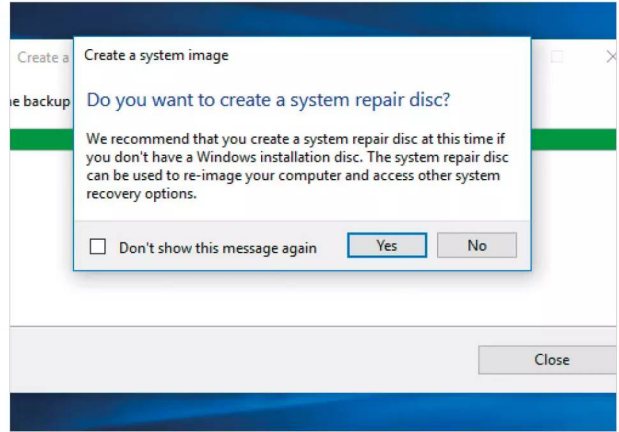 Create a
Create a system image
he backup
Do you want to create a system repair disc?
We recommend that you create a system repair disc at this time if
you don't have a Windows installation disc. The system repair disc
can be used to re-image your computer and access other system
recovery options.
Don't show this message again
Yes
No
Close